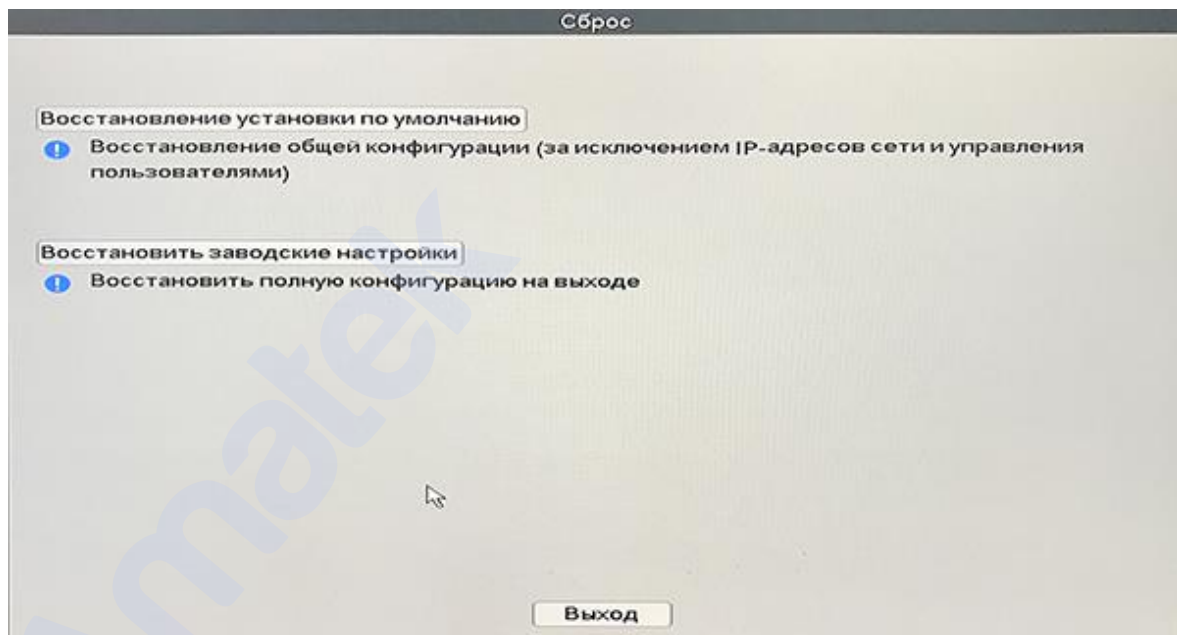 Сброс
Восстановление установки по умолчанию
Восстановление общей конфигурации (за исключением IP-адресов сети и управления
пользователями)
Восстановить заводские настройки
Восстановить полную конфигурацию на выходе
Выход
matek